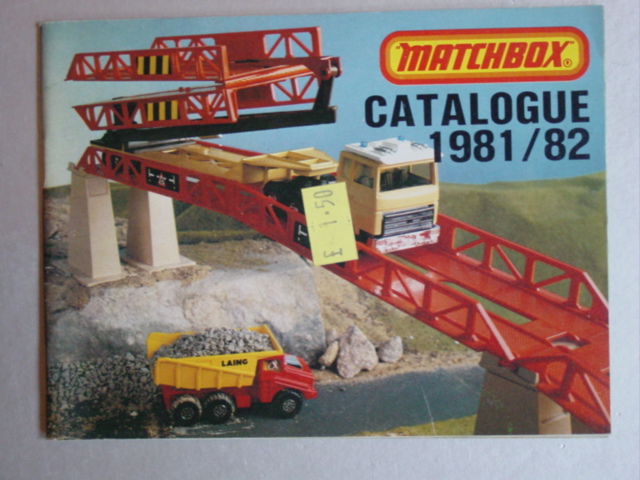 MATCHBOX®
CATALOGUE
1981/82
£ 1.50
LAING